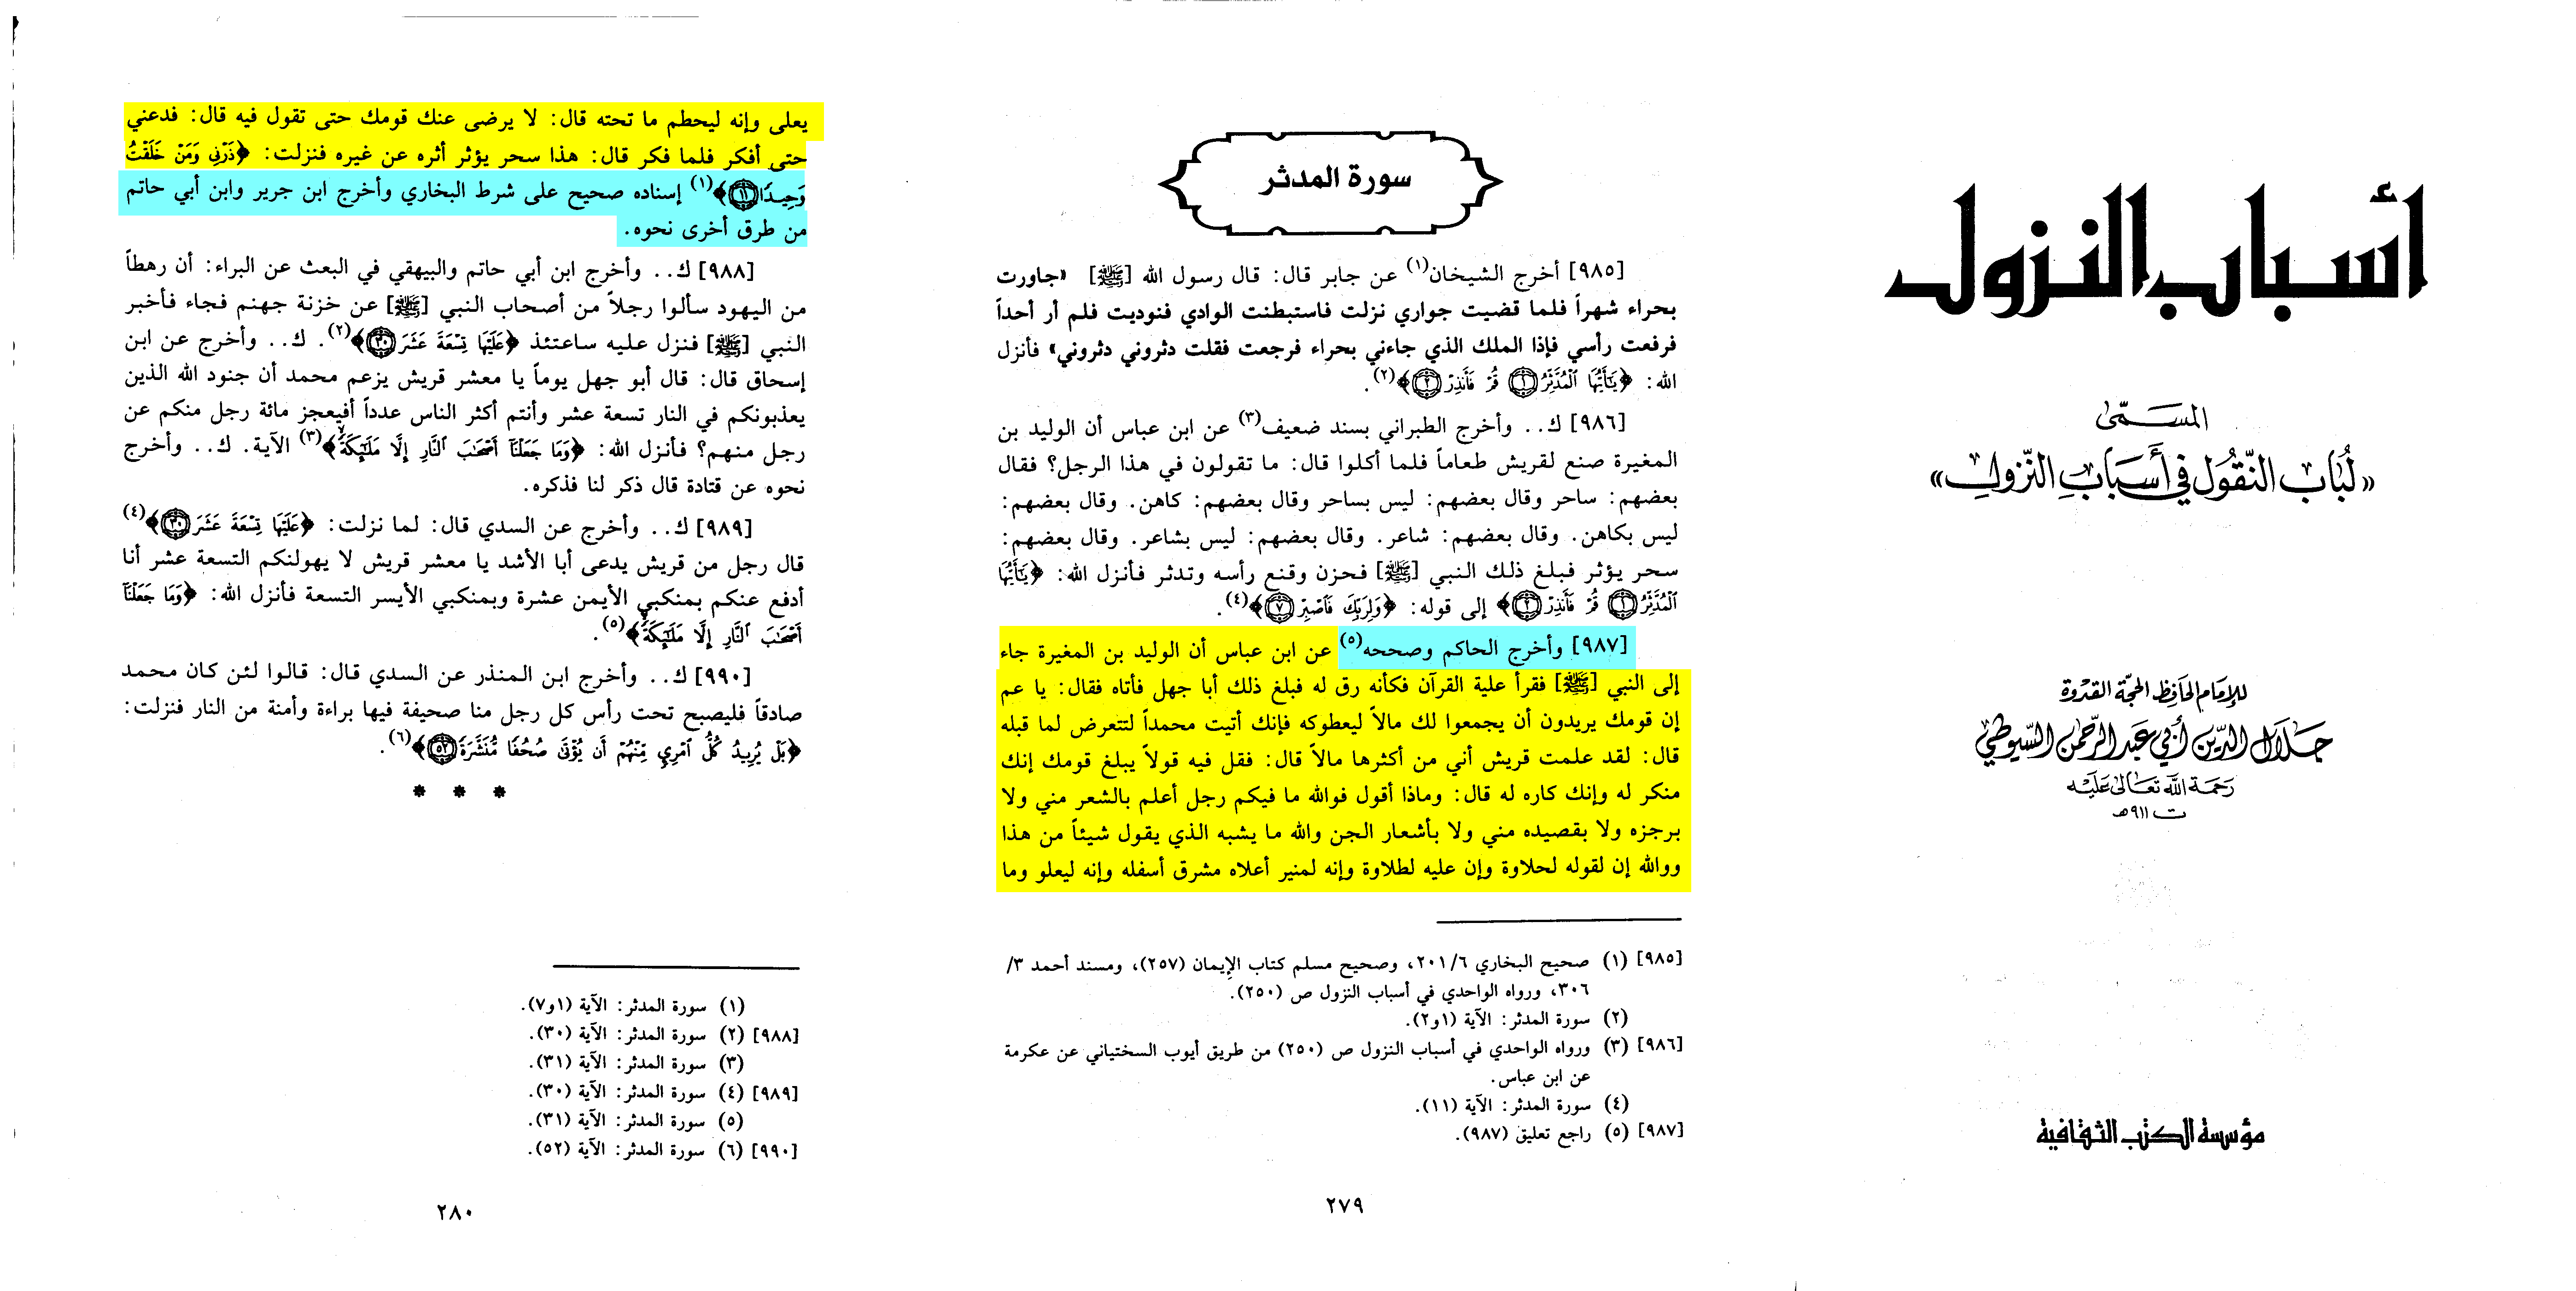 أسباب النزول
المسمى
«لباب النقول في أسباب النزول»
للإمام الحافظ الحجة القدوة
جلال الدين أبي عبد الرحمن السيوطي
رحمة الله تعالى عليه
ت ٩١١هـ
مؤسسة الكتب الثقافية
سورة المدثر
[٩٨٥] أخرج الشيخان(١) عن جابر قال: قال رسول الله [ﷺ] «جاورت
بحراء شهراً فلما قضيت جواري نزلت فاستبطنت الوادي فنوديت فلم أر أحداً
فرفعت رأسي فإذا الملك الذي جاءني بحراء فرجعت فقلت دثروني دثروني» فأنزل
الله: ﴿يَٰٓأَيُّهَا ٱلْمُدَّثِّرُ ١ قُمْ فَأَنذِرْ ٢﴾(٢).
[٩٨٦] ك.. وأخرج الطبراني بسند ضعيف(٣) عن ابن عباس أن الوليد بن
المغيرة صنع لقريش طعاماً فلما أكلوا قال: ما تقولون في هذا الرجل؟ فقال
بعضهم: ساحر وقال بعضهم: ليس بساحر وقال بعضهم: كاهن. وقال بعضهم:
ليس بكاهن. وقال بعضهم: شاعر. وقال بعضهم: ليس بشاعر. وقال بعضهم:
سحر يؤثر فبلغ ذلك النبي [ﷺ] فحزن وقنع رأسه وتدثر فأنزل الله: ﴿يَٰٓأَيُّهَا
ٱلْمُدَّثِّرُ ١ قُمْ فَأَنذِرْ ٢﴾ إلى قوله: ﴿وَلِرَبِّكَ فَٱصْبِرْ ٧﴾(٤).
[٩٨٧] وأخرج الحاكم وصححه(٥) عن ابن عباس أن الوليد بن المغيرة جاء
إلى النبي [ﷺ] فقرأ علية القرآن فكأنه رق له فبلغ ذلك أبا جهل فأتاه فقال: يا عم
إن قومك يريدون أن يجمعوا لك مالاً ليعطوكه فإنك أتيت محمداً لتتعرض لما قبله
قال: لقد علمت قريش أني من أكثرها مالاً قال: فقل فيه قولاً يبلغ قومك إنك
منكر له وإنك كاره له قال: وماذا أقول فوالله ما فيكم رجل أعلم بالشعر مني ولا
برجزه ولا بقصيده مني ولا بأشعار الجن والله ما يشبه الذي يقول شيئاً من هذا
ووالله إن لقوله لحلاوة وإن عليه لطلاوة وإنه لمنير أعلاه مشرق أسفله وإنه ليعلو وما
[٩٨٥] (١) صحيح البخاري ٢٠١/٦، وصحيح مسلم كتاب الإيمان (٢٥٧)، ومسند أحمد ٣/
٣٠٦، ورواه الواحدي في أسباب النزول ص (٢٥٠).
(٢) سورة المدثر: الآية (١و٢).
[٩٨٦] (٣) ورواه الواحدي في أسباب النزول ص (٢٥٠) من طريق أيوب السختياني عن عكرمة
عن ابن عباس.
(٤) سورة المدثر: الآية (١١).
[٩٨٧] (٥) راجع تعليق (٩٨٧).
٢٧٩
يعلى وإنه ليحطم ما تحته قال: لا يرضى عنك قومك حتى تقول فيه قال: فدعني
حتى أفكر فلما فكر قال: هذا سحر يؤثر أثره عن غيره فنزلت: ﴿ذَرْنِي وَمَنْ خَلَقْتُ
وَحِيدًا ١١﴾(١) إسناده صحيح على شرط البخاري وأخرج ابن جرير وابن أبي حاتم
من طرق أخرى نحوه.
[٩٨٨] ك.. وأخرج ابن أبي حاتم والبيهقي في البعث عن البراء: أن رهطاً
من اليهود سألوا رجلاً من أصحاب النبي [ﷺ] عن خزنة جهنم فجاء فأخبر
النبي [ﷺ] فنزل عليه ساعتئذ ﴿عَلَيْهَا تِسْعَةَ عَشَرَ ٣٠﴾(٢). ك.. وأخرج عن ابن
إسحاق قال: قال أبو جهل يوماً يا معشر قريش يزعم محمد أن جنود الله الذين
يعذبونكم في النار تسعة عشر وأنتم أكثر الناس عدداً أفيعجز مائة رجل منكم عن
رجل منهم؟ فأنزل الله: ﴿وَمَا جَعَلْنَآ أَصْحَٰبَ ٱلنَّارِ إِلَّا مَلَٰٓئِكَةً﴾(٣) الآية. ك.. وأخرج
نحوه عن قتادة قال ذكر لنا فذكره.
[٩٨٩] ك.. وأخرج عن السدي قال: لما نزلت: ﴿عَلَيْهَا تِسْعَةَ عَشَرَ ٣٠﴾(٤)
قال رجل من قريش يدعى أبا الأشد يا معشر قريش لا يهولنكم التسعة عشر أنا
أدفع عنكم بمنكبي الأيمن عشرة وبمنكبي الأيسر التسعة فأنزل الله: ﴿وَمَا جَعَلْنَآ
أَصْحَٰبَ ٱلنَّارِ إِلَّا مَلَٰٓئِكَةً﴾(٥).
[٩٩٠] ك.. وأخرج ابن المنذر عن السدي قال: قالوا لئن كان محمد
صادقاً فليصبح تحت رأس كل رجل منا صحيفة فيها براءة وأمنة من النار فنزلت:
﴿بَلْ يُرِيدُ كُلُّ ٱمْرِئٍ مِّنْهُمْ أَن يُؤْتَىٰ صُحُفًا مُّنَشَّرَةً ٥٢﴾(٦).
* * *
(١) سورة المدثر: الآية (١و٧).
[٩٨٨] (٢) سورة المدثر: الآية (٣٠).
(٣) سورة المدثر: الآية (٣١).
[٩٨٩] (٤) سورة المدثر: الآية (٣٠).
(٥) سورة المدثر: الآية (٣١).
[٩٩٠] (٦) سورة المدثر: الآية (٥٢).
٢٨٠